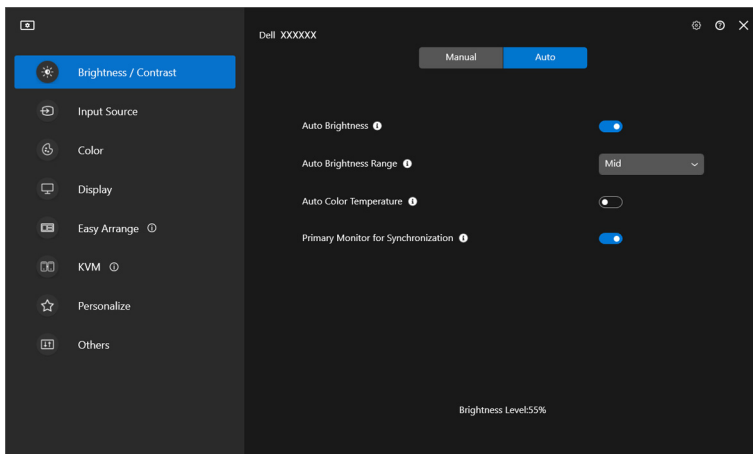 Dell XXXXXX
Manual
Auto
Brightness / Contrast
Input Source
Color
Display
Easy Arrange
KVM
Personalize
Others
Auto Brightness
Auto Brightness Range
Mid
Auto Color Temperature
Primary Monitor for Synchronization
Brightness Level:55%